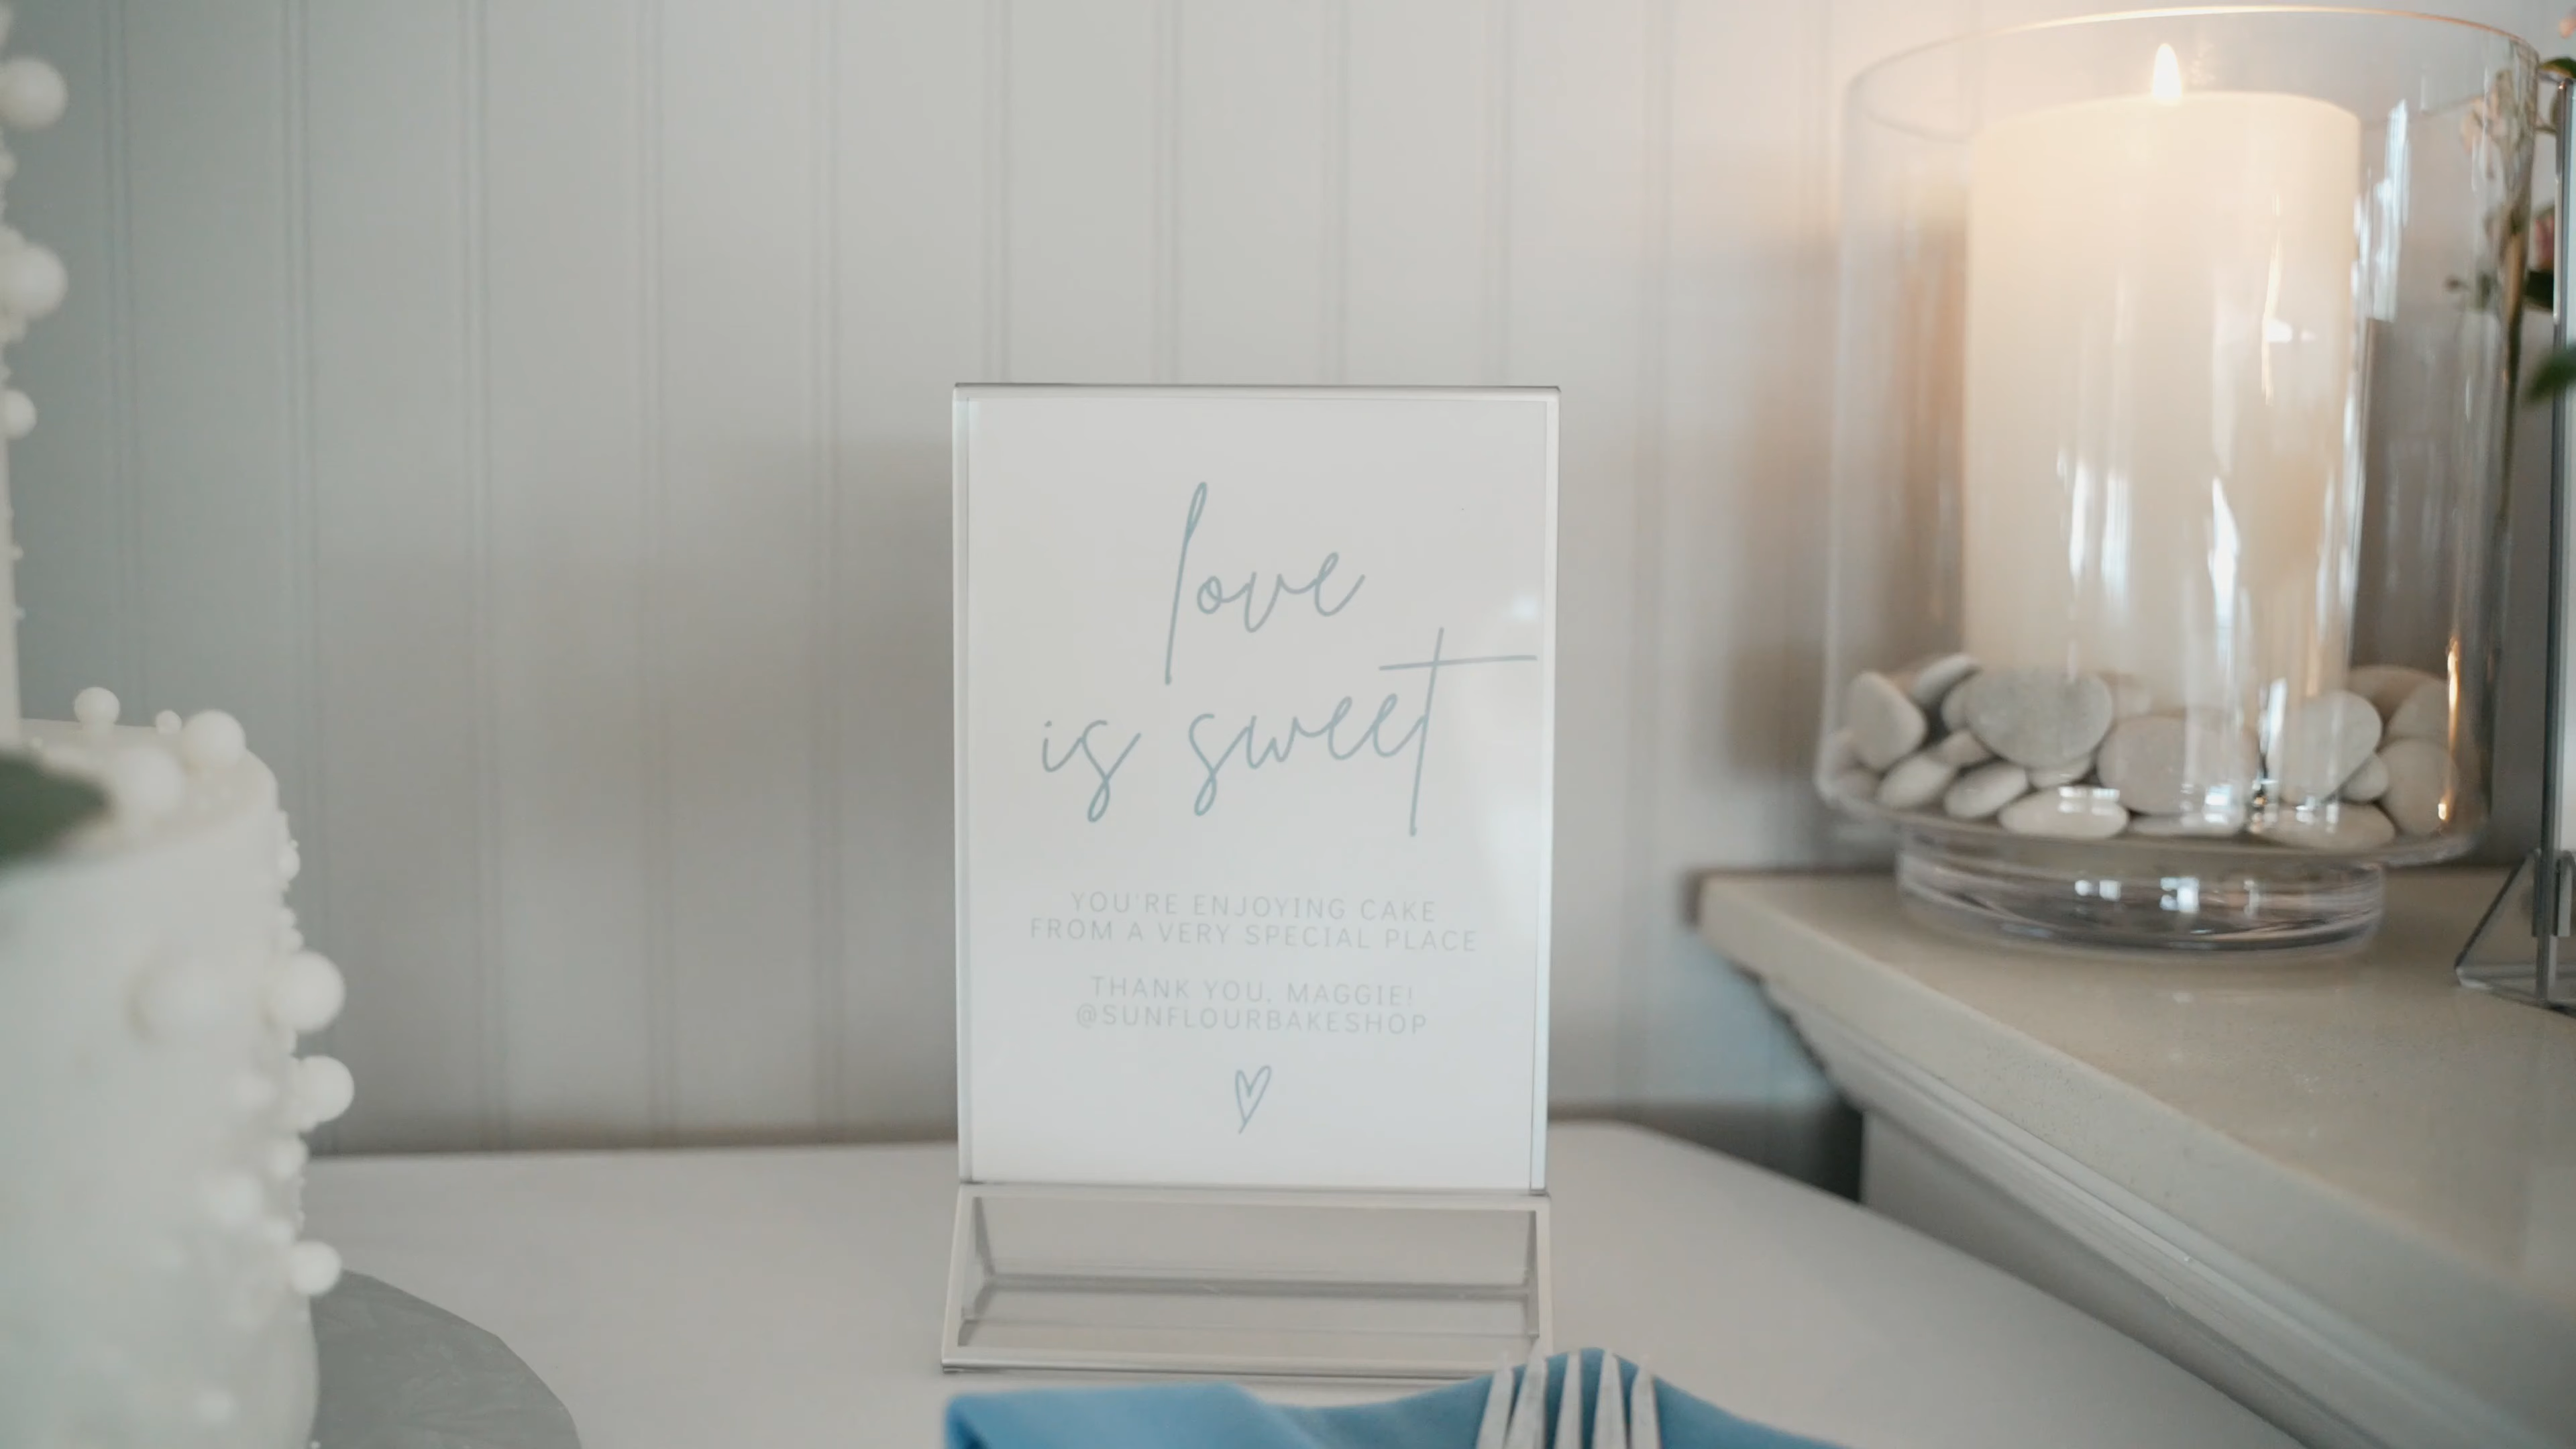 love
is sweet
YOU'RE ENJOYING CAKE
FROM A VERY SPECIAL PLACE
THANK YOU, MAGGIE!
@SUNFLOURBAKESHOP